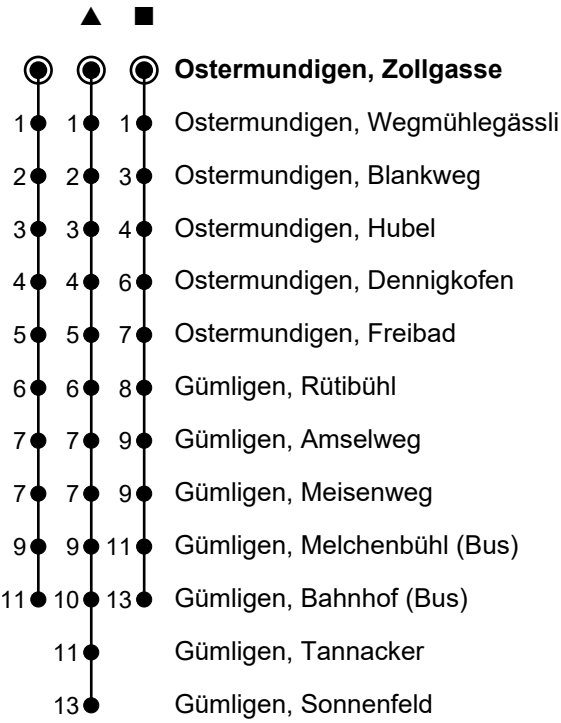 ▲ ■
Ostermundigen, Zollgasse
1 1 1 Ostermundigen, Wegmühlegässli
2 2 3 Ostermundigen, Blankweg
3 3 4 Ostermundigen, Hubel
4 4 6 Ostermundigen, Dennigkofen
5 5 7 Ostermundigen, Freibad
6 6 8 Gümligen, Rütibühl
7 7 9 Gümligen, Amselweg
7 7 9 Gümligen, Meisenweg
9 9 11 Gümligen, Melchenbühl (Bus)
11 10 13 Gümligen, Bahnhof (Bus)
11 Gümligen, Tannacker
13 Gümligen, Sonnenfeld